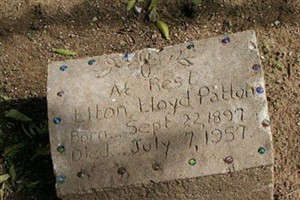 At Rest
Elton Lloyd Patton
Born... Sept 22, 1897
Died... July 7, 1957